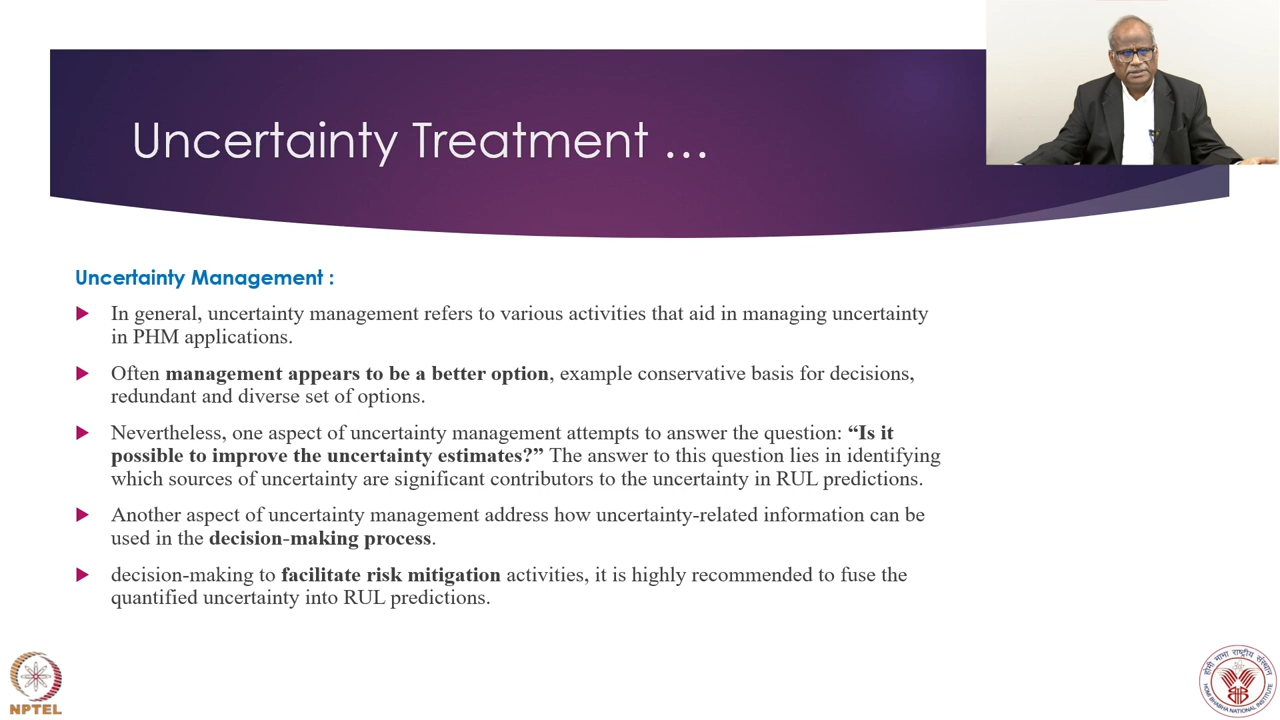 Uncertainty Treatment …
Uncertainty Management :
In general, uncertainty management refers to various activities that aid in managing uncertainty
in PHM applications.
Often management appears to be a better option, example conservative basis for decisions,
redundant and diverse set of options.
Nevertheless, one aspect of uncertainty management attempts to answer the question: “Is it
possible to improve the uncertainty estimates?” The answer to this question lies in identifying
which sources of uncertainty are significant contributors to the uncertainty in RUL predictions.
Another aspect of uncertainty management address how uncertainty-related information can be
used in the decision-making process.
decision-making to facilitate risk mitigation activities, it is highly recommended to fuse the
quantified uncertainty into RUL predictions.
NPTEL
होमी भाभा राष्ट्रीय संस्थान
HOMI BHABHA NATIONAL INSTITUTE